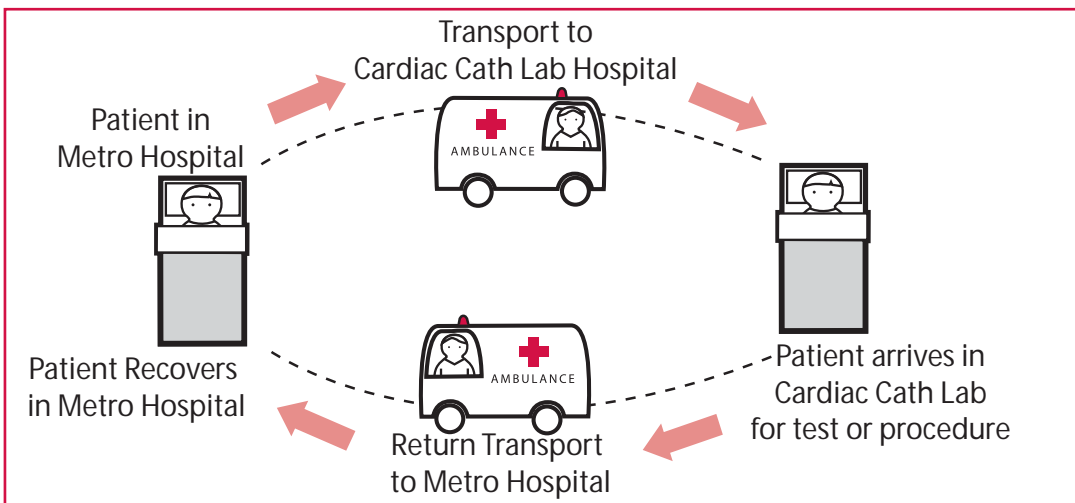 Transport to
Cardiac Cath Lab Hospital
Patient in
Metro Hospital
AMBULANCE
Patient arrives in
Cardiac Cath Lab
for test or procedure
AMBULANCE
Return Transport
to Metro Hospital
Patient Recovers
in Metro Hospital